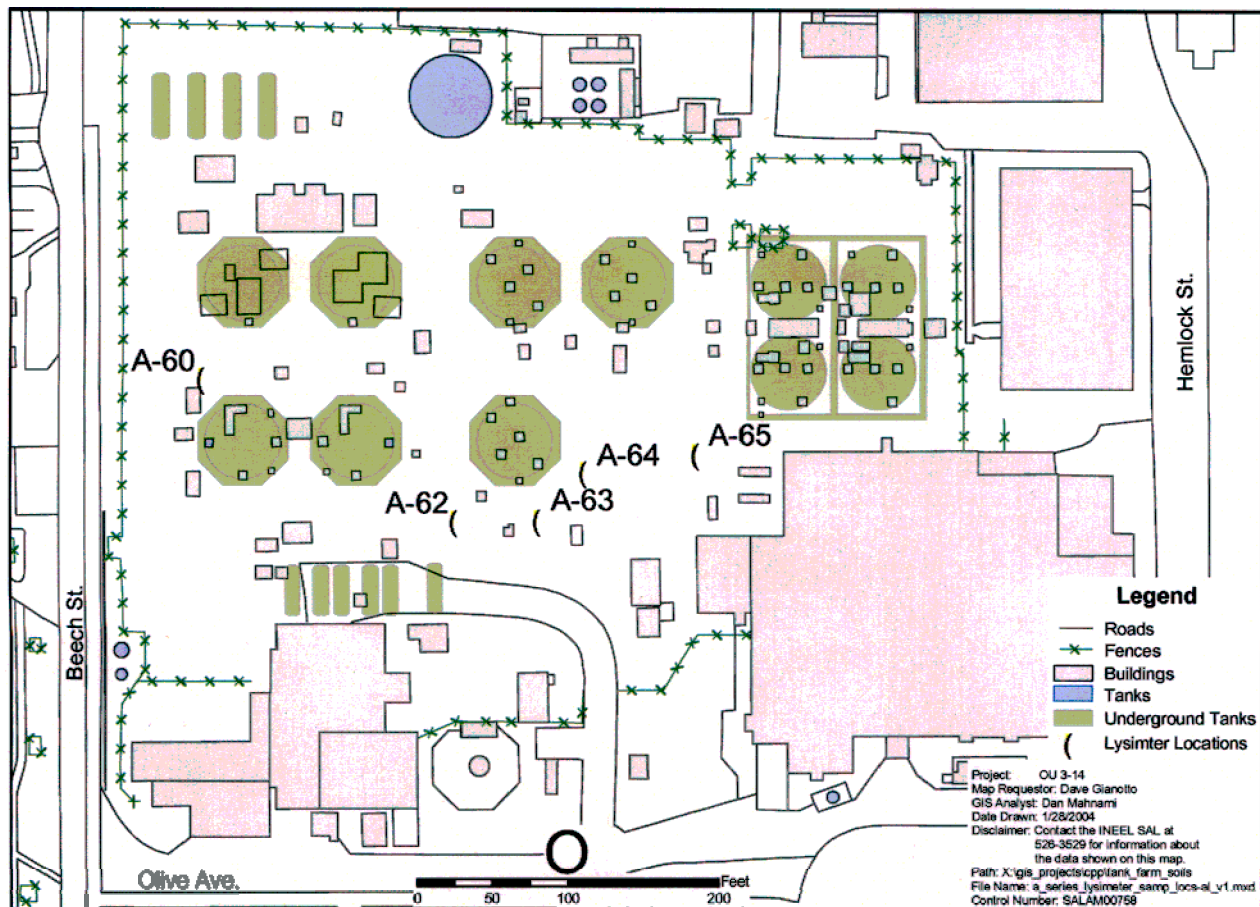 A-60
A-65
A-64
A-62
A-63
Hemlock St.
Beech St.
Legend
Roads
Fences
Buildings
Tanks
Underground Tanks
Lysimter Locations
Project: OU 3-14
Map Requestor: Dave Gianotto
GIS Analyst: Dan Mahnami
Date Drawn: 1/28/2004
Disclaimer: Contact the INEEL SAL at
526-3529 for information about
the data shown on this map.
Path: X:\gis_projects\cpp\tank_farm_soils
File Name: a_series_lysimeter_samp_locs-al_v1.mxd
Control Number: SALAM00758
O
Olive Ave.
Feet
0 50 100 200